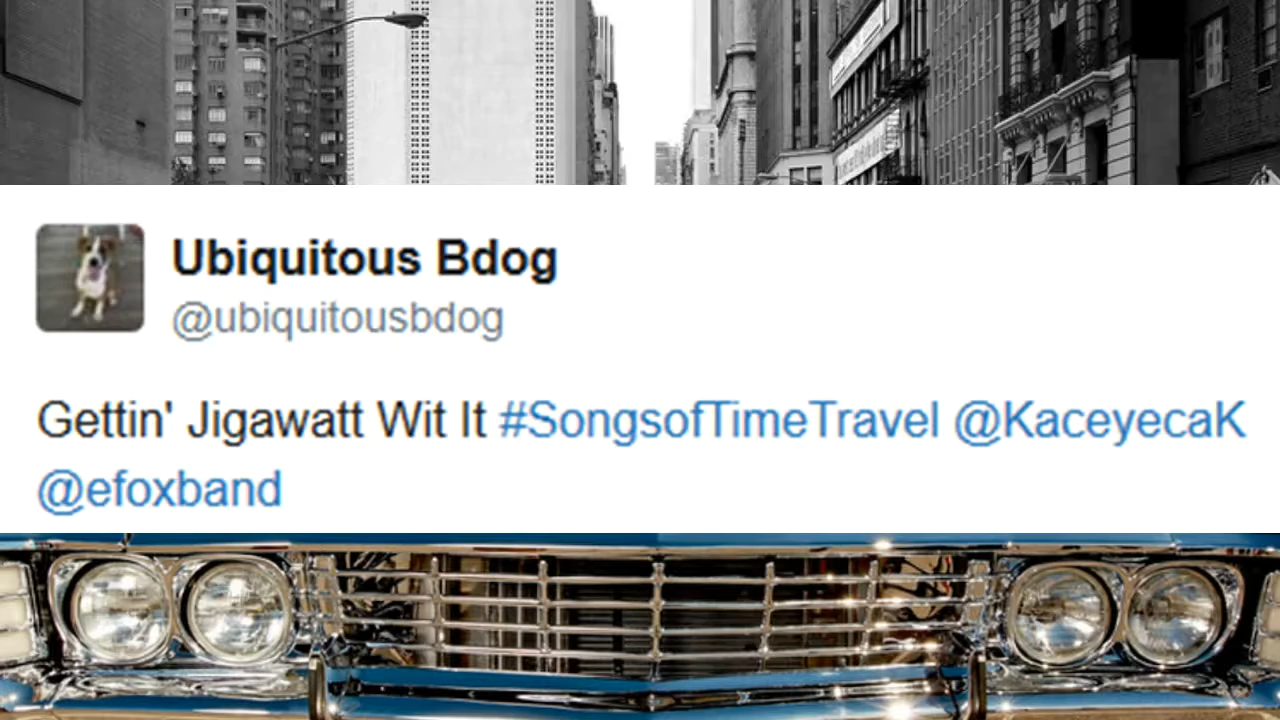 Ubiquitous Bdog
@ubiquitousbdog
Gettin' Jigawatt Wit It #SongsofTimeTravel @KaceyecaK
@efoxband